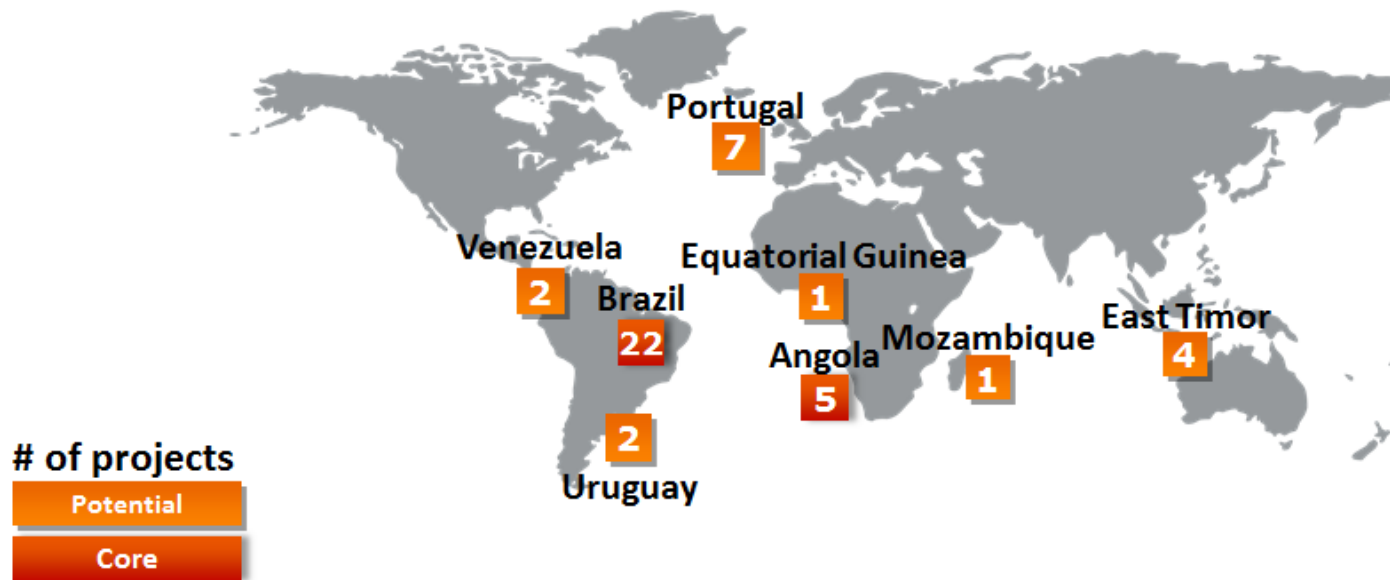 Portugal
7
Venezuela
2
Equatorial Guinea
1
Brazil
22
East Timor
4
Mozambique
1
Angola
5
2
Uruguay
# of projects
Potential
Core